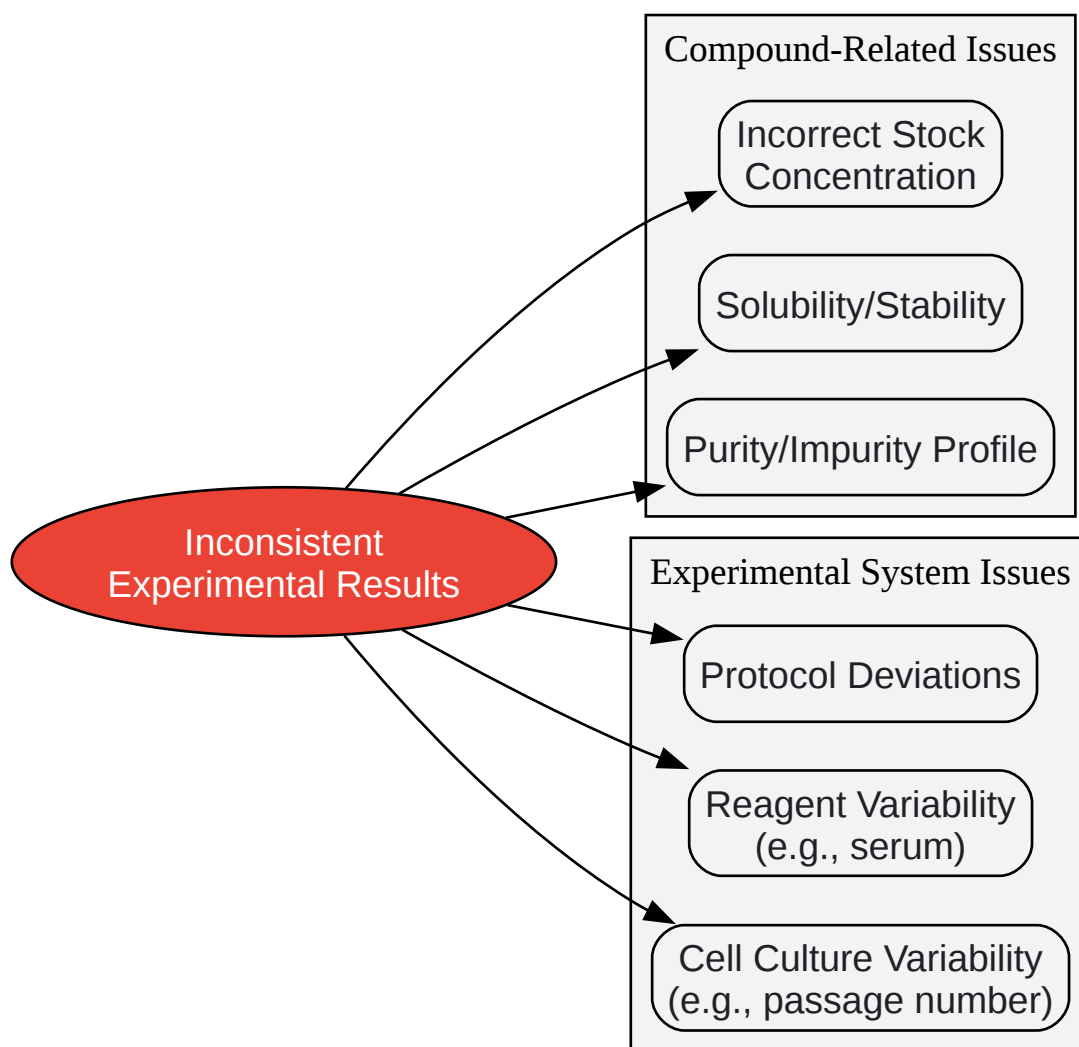 Compound-Related Issues
Incorrect Stock
Concentration
Solubility/Stability
Purity/Impurity Profile
Inconsistent
Experimental Results
Experimental System Issues
Protocol Deviations
Reagent Variability
(e.g., serum)
Cell Culture Variability
(e.g., passage number)